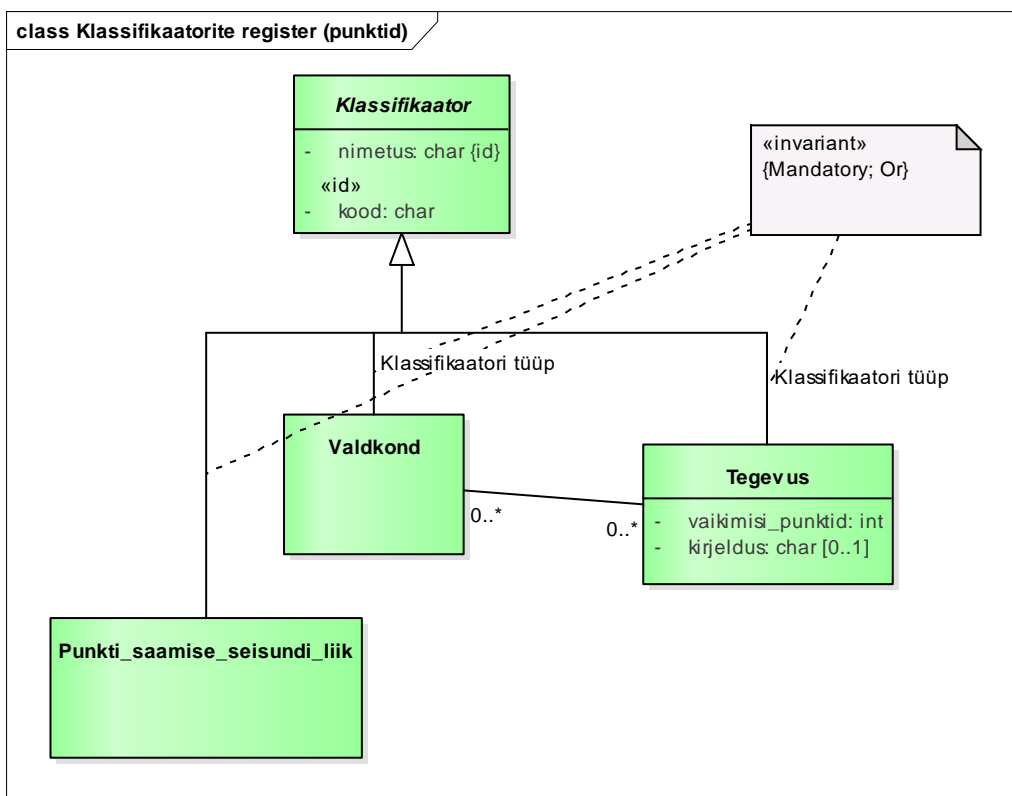 class Klassifikaatorite register (punktid)
Klassifikaator
- nimetus: char {id}
«id»
- kood: char
«invariant»
{Mandatory; Or}
Klassifikaatori tüüp
Klassifikaatori tüüp
Valdkond
0..*
0..*
Tegevus
- vaikimisi_punktid: int
- kirjeldus: char [0..1]
Punkti_saamise_seisundi_liik